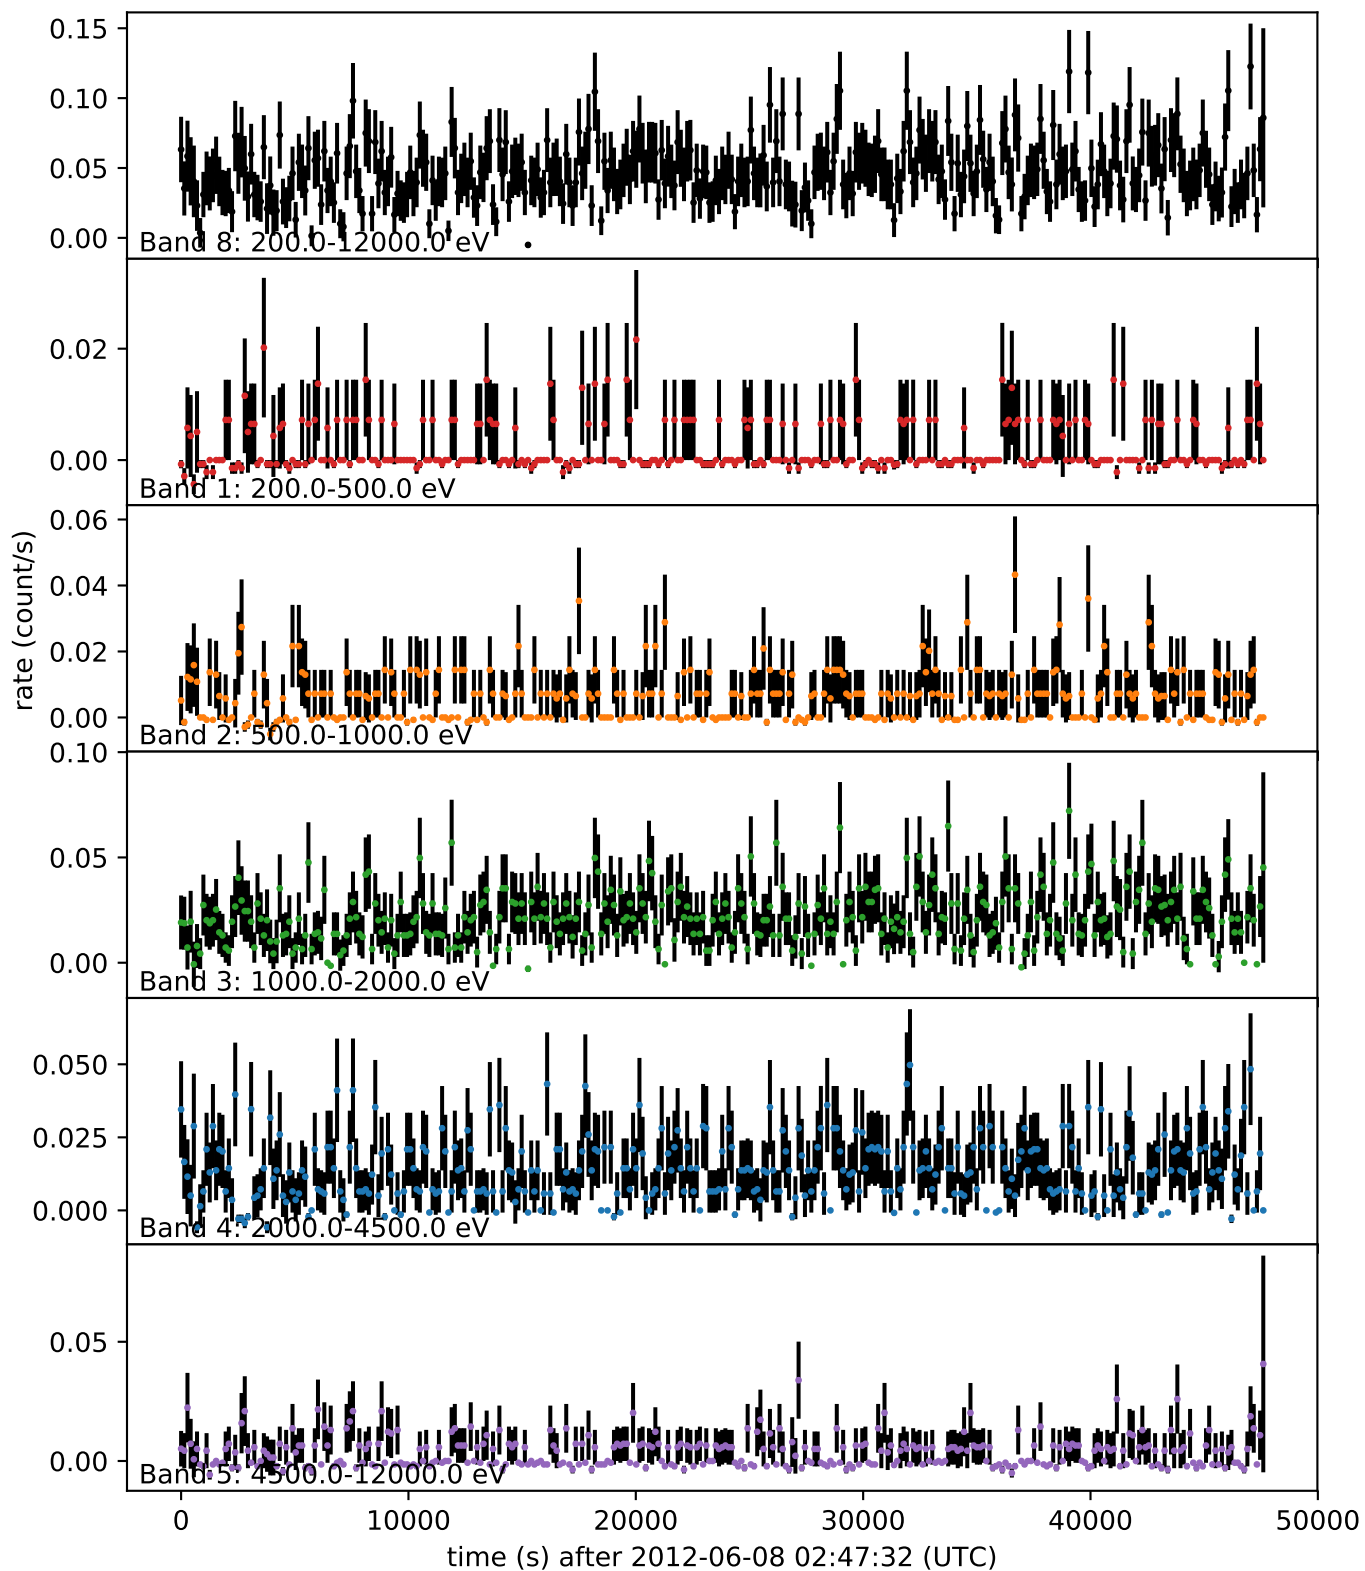 0.15
0.10
0.05
0.00
Band 8: 200.0-12000.0 eV
0.02
0.00
Band 1: 200.0-500.0 eV
0.06
0.04
0.02
0.00
Band 2: 500.0-1000.0 eV
rate (count/s)
0.10
0.05
0.00
Band 3: 1000.0-2000.0 eV
0.050
0.025
0.000
Band 4: 2000.0-4500.0 eV
0.05
0.00
Band 5: 4500.0-12000.0 eV
0 10000 20000 30000 40000 50000
time (s) after 2012-06-08 02:47:32 (UTC)